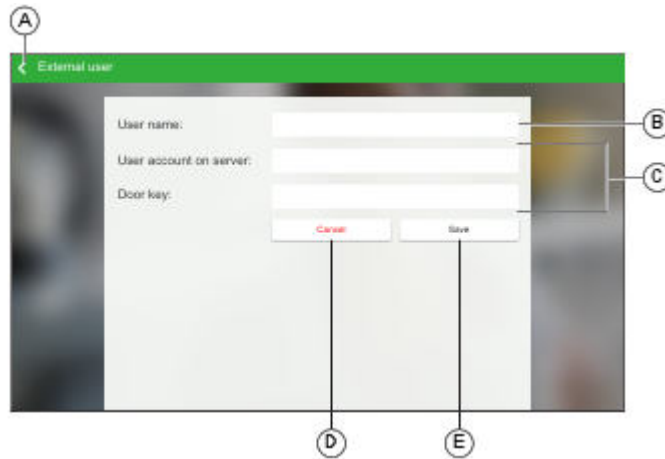 A
External user
User name:
B
User account on server:
C
Door key:
Cancel
Save
D
E